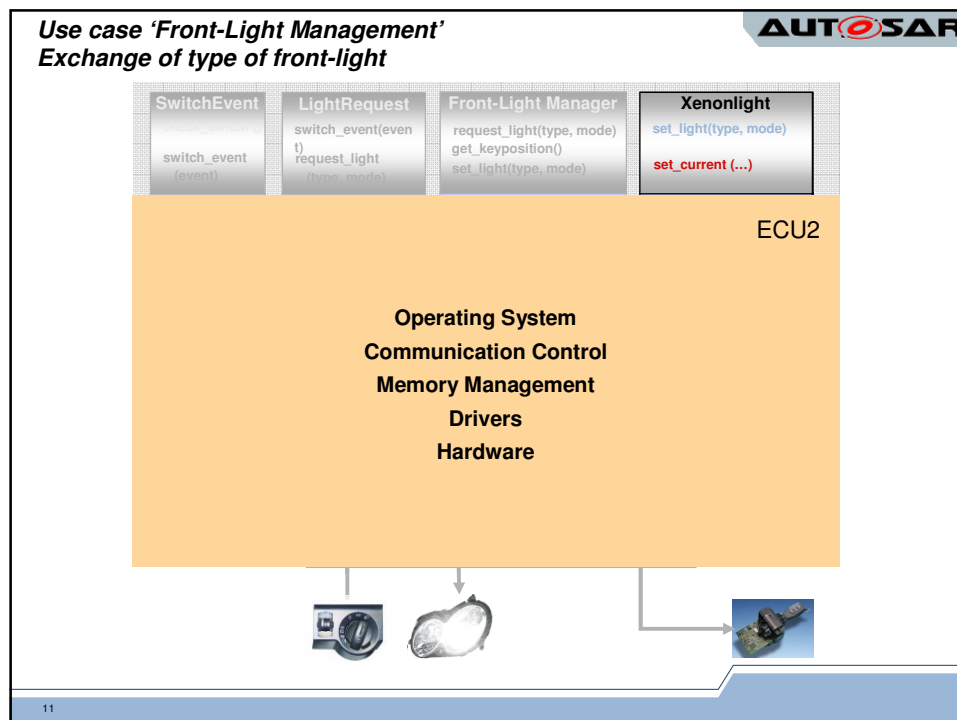 Use case ‘Front-Light Management’
Exchange of type of front-light
AUTOSAR
SwitchEvent
check_switch ()
switch_event
(event)
LightRequest
switch_event(even
t)
request_light
(type, mode)
Front-Light Manager
request_light(type, mode)
get_keyposition()
set_light(type, mode)
Xenonlight
set_light(type, mode)
set_current (…)
ECU2
Operating System
Communication Control
Memory Management
Drivers
Hardware
11